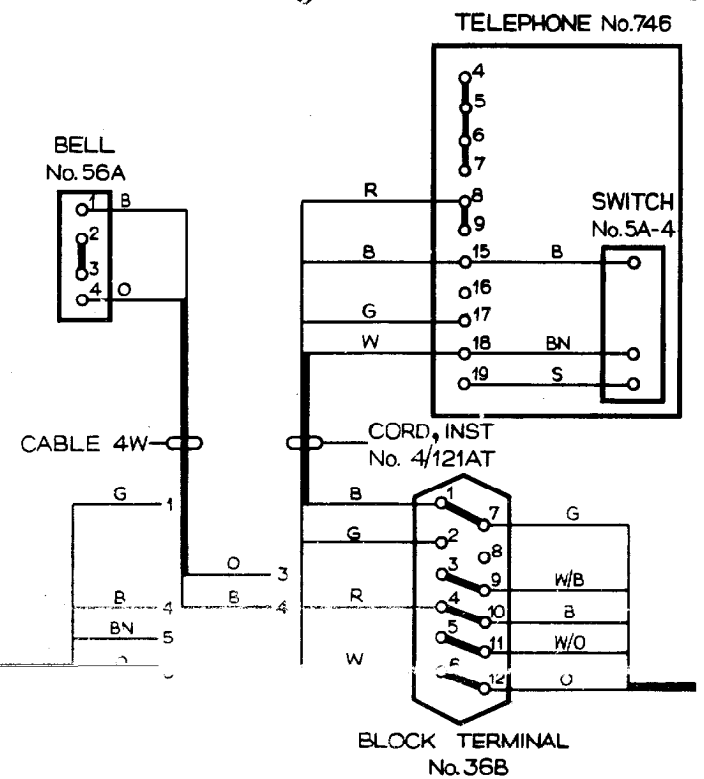 TELEPHONE No.746
4
5
6
7
BELL
No. 56A
1 B
2
3
4 O
R 8
9
SWITCH
No. 5A-4
B 15 B
16
G 17
W 18 BN
19 S
CABLE 4W
CORD, INST
No. 4/121AT
G 1
B 1 7 G
G 2 8
O 3
3 9 W/B
B 4 B 4 R 4 10 B
BN 5
5 11 W/O
W 6 12 O
BLOCK TERMINAL
No. 36B